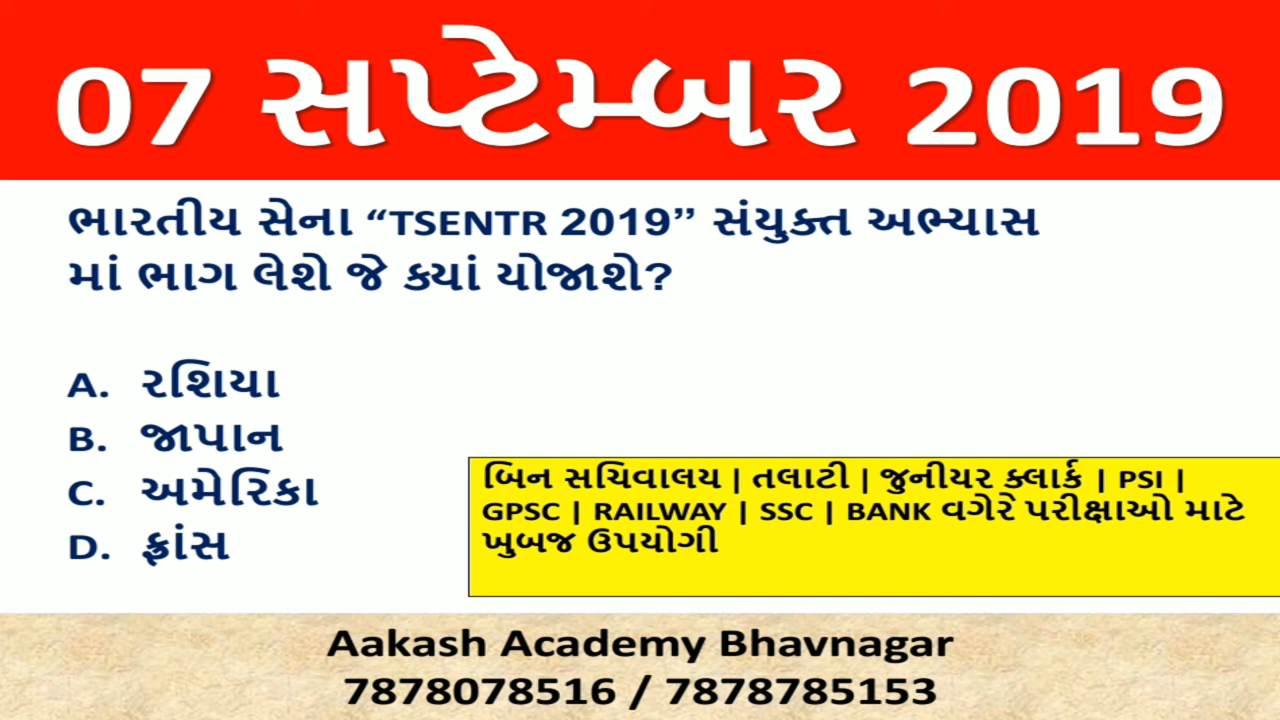 07 સપ્ટેમ્બર 2019
ભારતીય સેના “TSENTR 2019” સંયુક્ત અભ્યાસ
માં ભાગ લેશે જે ક્યાં યોજાશે?
A. રશિયા
B. જાપાન
C. અમેરિકા
D. ફ્રાંસ
બિન સચિવાલય | તલાટી | જુનીયર ક્લાર્ક | PSI |
GPSC | RAILWAY | SSC | BANK વગેરે પરીક્ષાઓ માટે
ખુબજ ઉપયોગી
Aakash Academy Bhavnagar
7878078516 / 7878785153